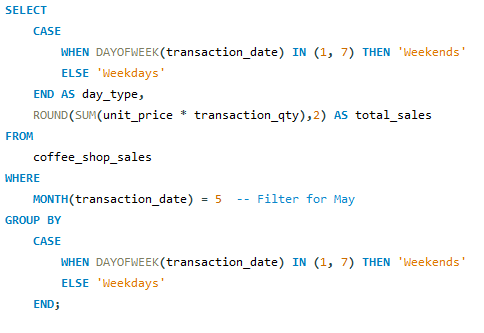 SELECT
    CASE
        WHEN DAYOFWEEK(transaction_date) IN (1, 7) THEN 'Weekends'
        ELSE 'Weekdays'
    END AS day_type,
    ROUND(SUM(unit_price * transaction_qty),2) AS total_sales
FROM
    coffee_shop_sales
WHERE
    MONTH(transaction_date) = 5  -- Filter for May
GROUP BY
    CASE
        WHEN DAYOFWEEK(transaction_date) IN (1, 7) THEN 'Weekends'
        ELSE 'Weekdays'
    END;